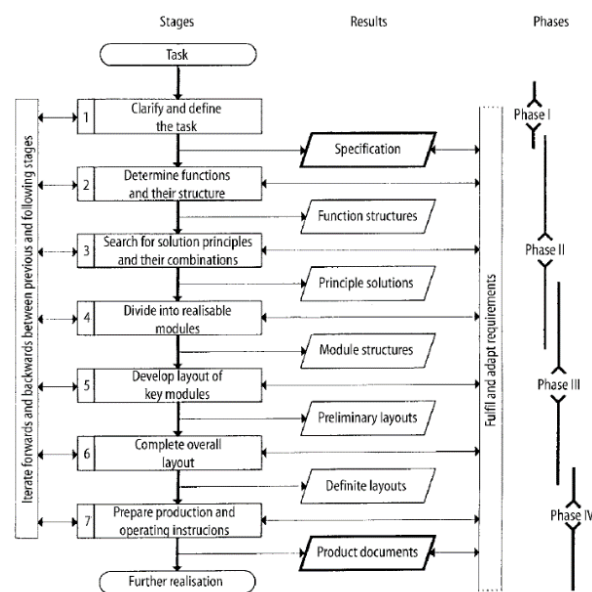 Stages
Results
Phases
Task
1
Clarify and define
the task
Phase I
Specification
2
Determine functions
and their structure
Function structures
3
Search for solution principles
and their combinations
Phase II
Principle solutions
4
Divide into realisable
modules
Module structures
5
Develop layout of
key modules
Phase III
Preliminary layouts
6
Complete overall
layout
Definite layouts
7
Prepare production and
operating instrucions
Phase IV
Product documents
Further realisation
Iterate forwards and backwards between previous and following stages
Fulfil and adapt requirements